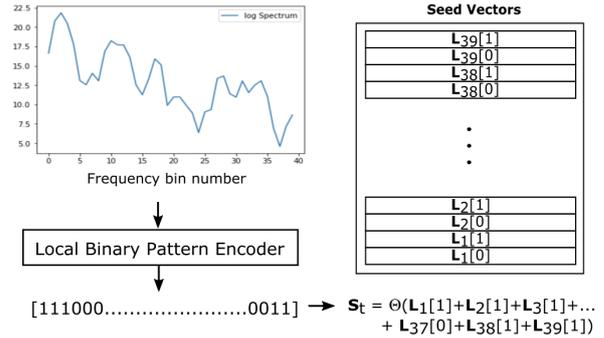 log Spectrum
22.5
20.0
17.5
15.0
12.5
10.0
7.5
5.0
0 5 10 15 20 25 30 35 40
Frequency bin number
Local Binary Pattern Encoder
[111000.......................0011]
Seed Vectors
L39[1]
L39[0]
L38[1]
L38[0]
L2[1]
L2[0]
L1[1]
L1[0]
St = Θ(L1[1]+L2[1]+L3[1]+...
+ L37[0]+L38[1]+L39[1])